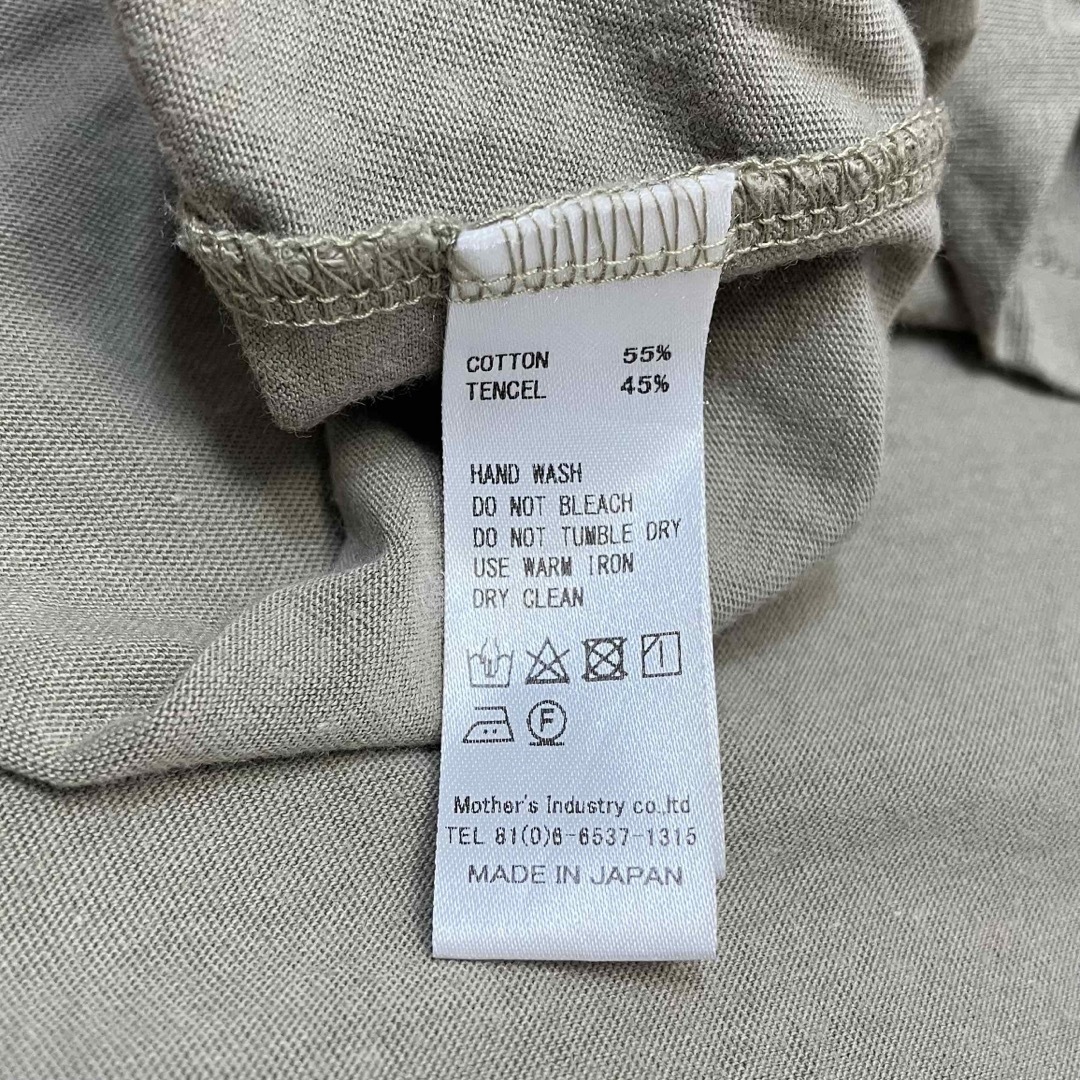 COTTON 55%
TENCEL 45%
HAND WASH
DO NOT BLEACH
DO NOT TUMBLE DRY
USE WARM IRON
DRY CLEAN
F
Mother's Industry co.,ltd
TEL 81(0)6-6537-1315
MADE IN JAPAN